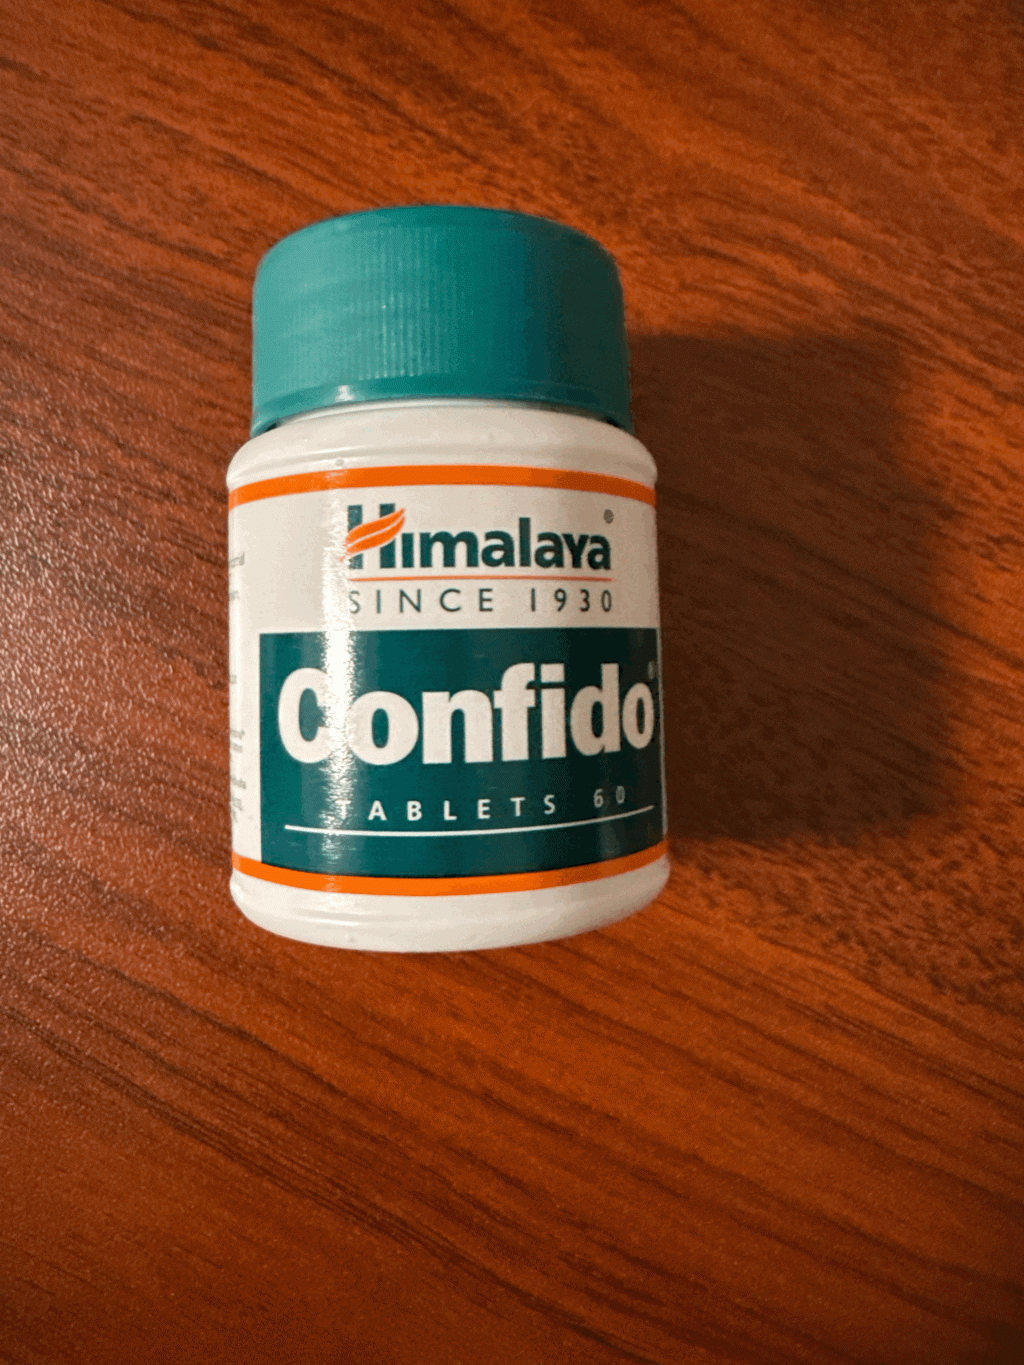 Himalaya®
SINCE 1930
Confido®
TABLETS 60